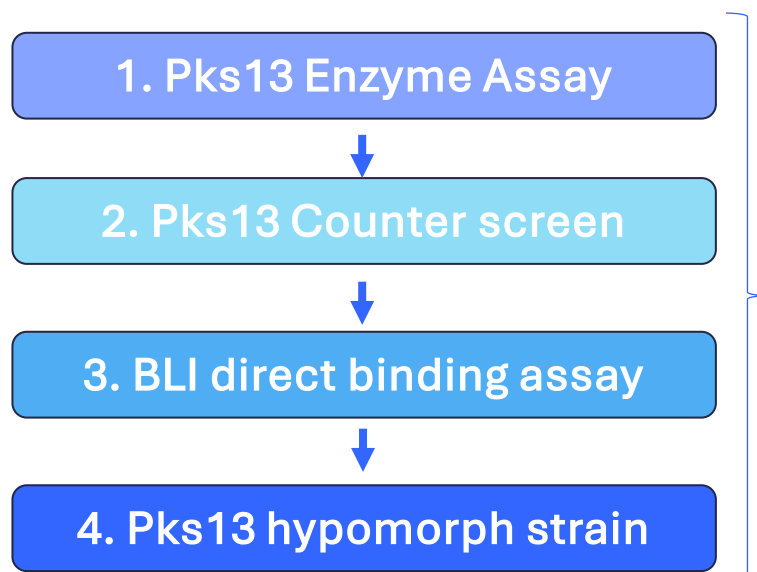 1. Pks13 Enzyme Assay
2. Pks13 Counter screen
3. BLI direct binding assay
4. Pks13 hypomorph strain